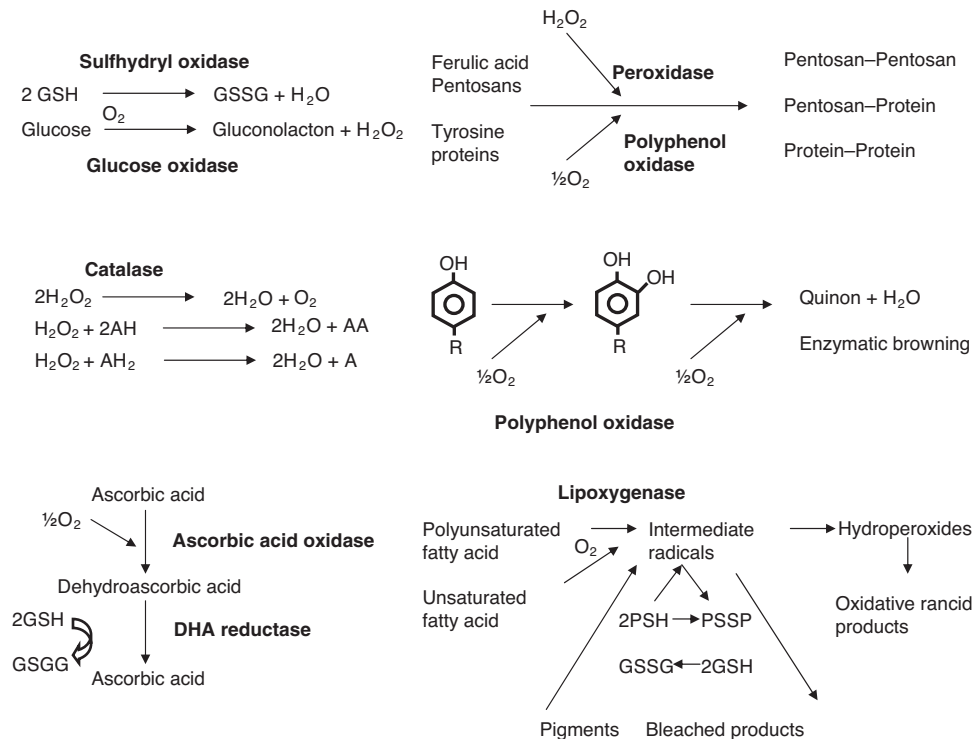 Sulfhydryl oxidase
2 GSH GSSG + H₂O
O₂
Glucose Gluconolacton + H₂O₂
Glucose oxidase
H₂O₂
Ferulic acid
Pentosans
Peroxidase
Tyrosine
proteins
Polyphenol
oxidase
½O₂
Pentosan–Pentosan
Pentosan–Protein
Protein–Protein
Catalase
2H₂O₂ 2H₂O + O₂
H₂O₂ + 2AH 2H₂O + AA
H₂O₂ + AH₂ 2H₂O + A
OH
R
½O₂
OH
OH
R
½O₂
Quinon + H₂O
Enzymatic browning
Polyphenol oxidase
Ascorbic acid
½O₂
Ascorbic acid oxidase
Dehydroascorbic acid
2GSH
DHA reductase
GSGG
Ascorbic acid
Lipoxygenase
Polyunsaturated
fatty acid
O₂
Intermediate
radicals
Hydroperoxides
Unsaturated
fatty acid
2PSH PSSP
GSSG 2GSH
Oxidative rancid
products
Pigments Bleached products